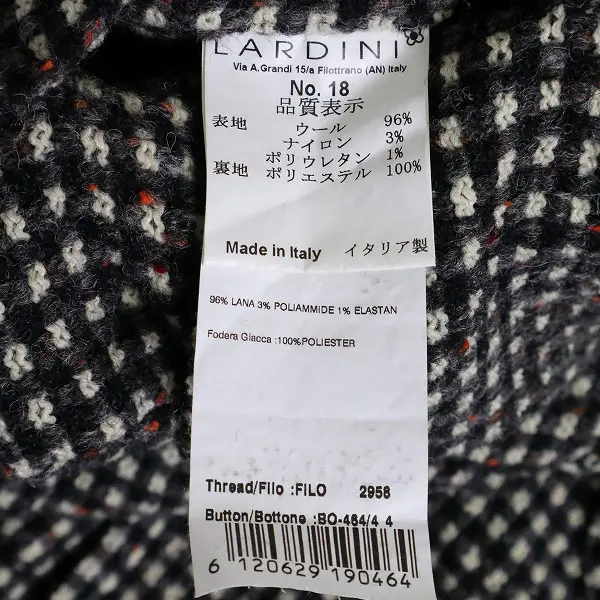 LARDINI
Via A.Grandi 15/a Filottrano (AN) Italy
No. 18
品質表示
表地 ウール 96%
ナイロン 3%
ポリウレタン 1%
裏地 ポリエステル 100%
Made in Italy イタリア製
96% LANA 3% POLIAMMIDE 1% ELASTAN
Fodera Giacca :100%POLIESTER
Thread/Filo :FILO 2958
Button/Bottone :BO-464/4 4
6 120629 190464